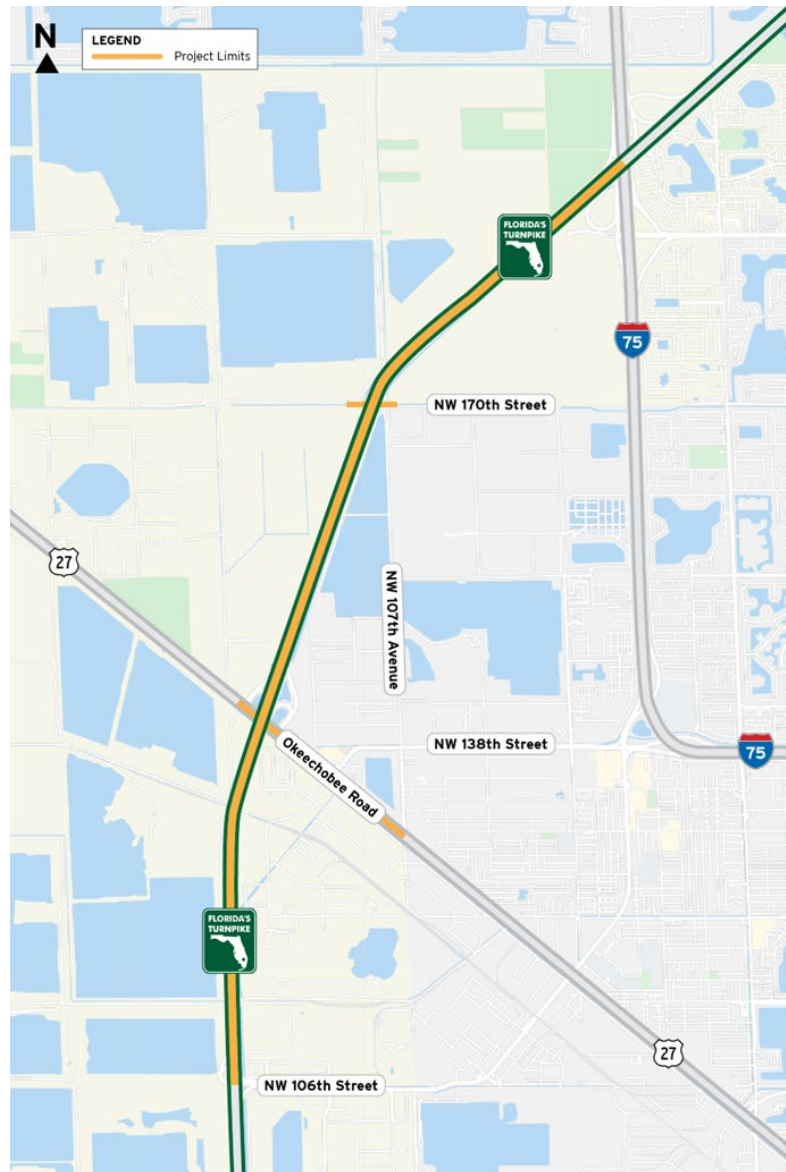 N
LEGEND
Project Limits
FLORIDA'S
TURNPIKE
75
NW 170th Street
27
NW 107th Avenue
NW 138th Street
75
Okeechobee Road
FLORIDA'S
TURNPIKE
27
NW 106th Street